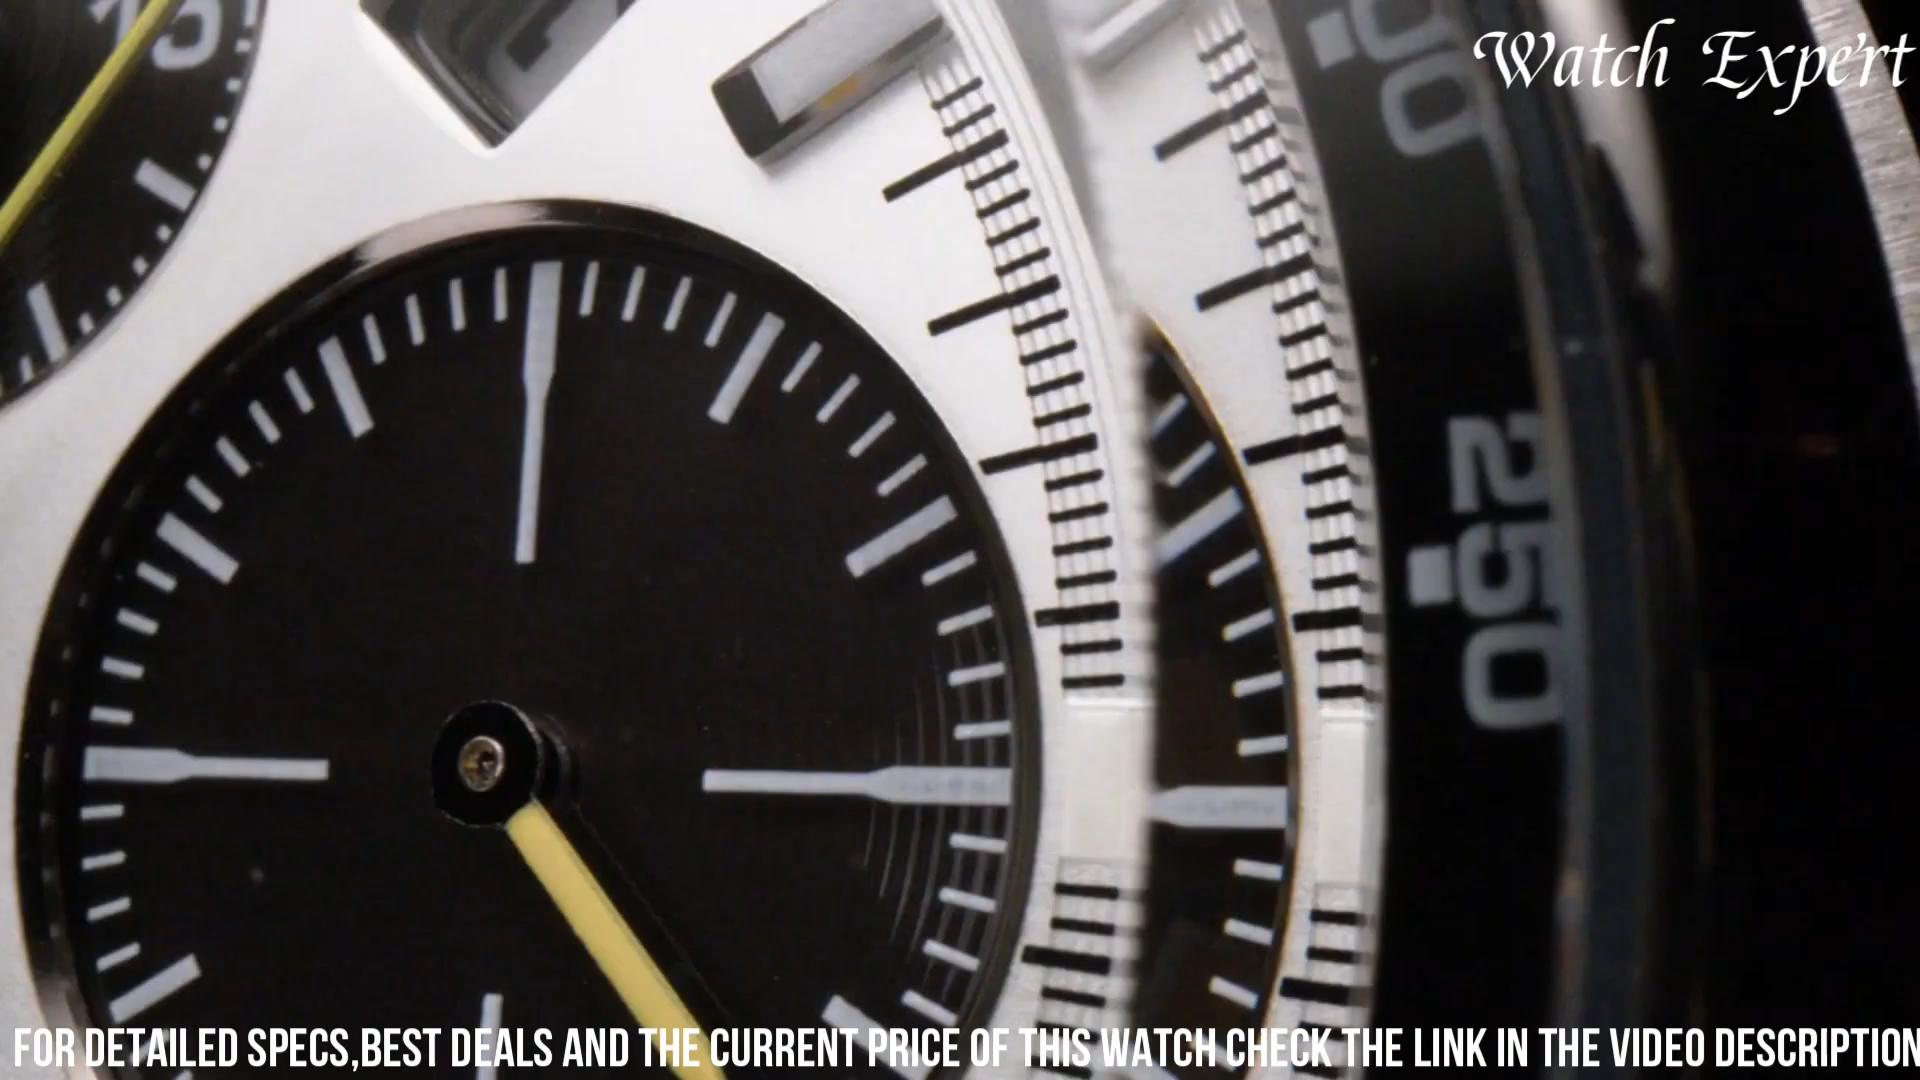 Watch Expert
250
FOR DETAILED SPECS,BEST DEALS AND THE CURRENT PRICE OF THIS WATCH CHECK THE LINK IN THE VIDEO DESCRIPTION